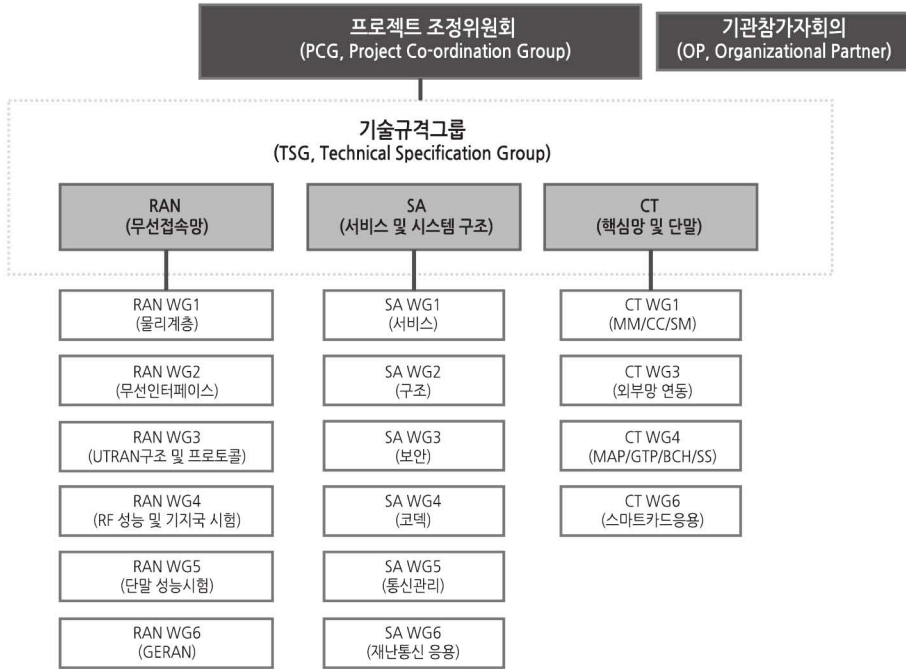 프로젝트 조정위원회
(PCG, Project Co-ordination Group)
기관참가자회의
(OP, Organizational Partner)
기술규격그룹
(TSG, Technical Specification Group)
RAN
(무선접속망)
SA
(서비스 및 시스템 구조)
CT
(핵심망 및 단말)
RAN WG1
(물리계층)
RAN WG2
(무선인터페이스)
RAN WG3
(UTRAN구조 및 프로토콜)
RAN WG4
(RF 성능 및 기지국 시험)
RAN WG5
(단말 성능시험)
RAN WG6
(GERAN)
SA WG1
(서비스)
SA WG2
(구조)
SA WG3
(보안)
SA WG4
(코덱)
SA WG5
(통신관리)
SA WG6
(재난통신 응용)
CT WG1
(MM/CC/SM)
CT WG3
(외부망 연동)
CT WG4
(MAP/GTP/BCH/SS)
CT WG6
(스마트카드응용)